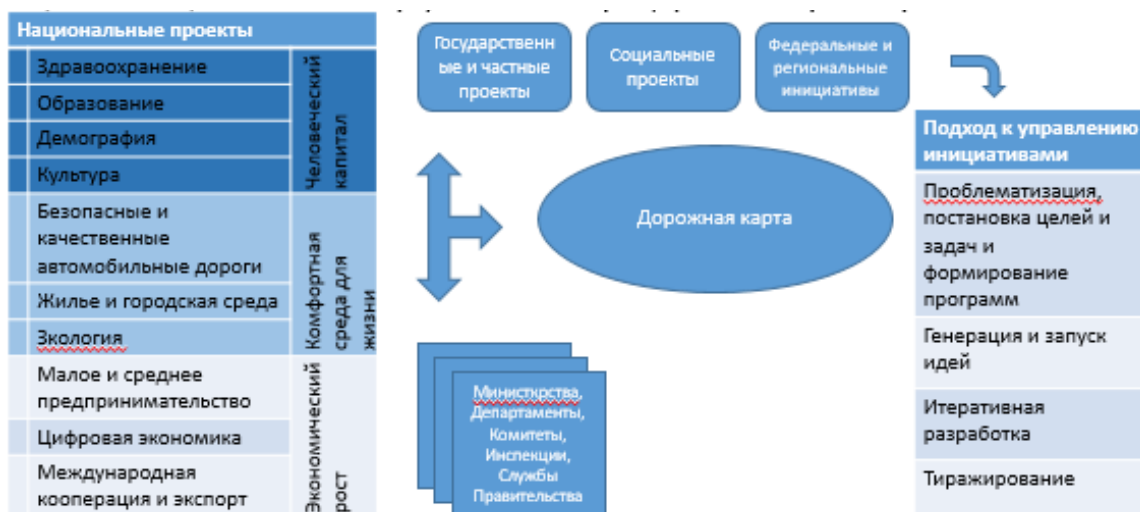 Национальные проекты
Здравоохранение
Образование
Демография
Культура
Человеческий
капитал
Безопасные и
качественные
автомобильные дороги
Жилье и городская среда
Зкология
Комфортная
среда для
жизни
Малое и среднее
предпринимательство
Цифровая экономика
Международная
кооперация и экспорт
Экономический
рост
Государственн
ые и частные
проекты
Социальные
проекты
Федеральные и
региональные
инициативы
Дорожная карта
Министкрства,
Департаменты,
Комитеты,
Инспекции,
Службы
Правительства
Подход к управлению
инициативами
Проблематизация,
постановка целей и
задач и
формирование
программ
Генерация и запуск
идей
Итеративная
разработка
Тиражирование